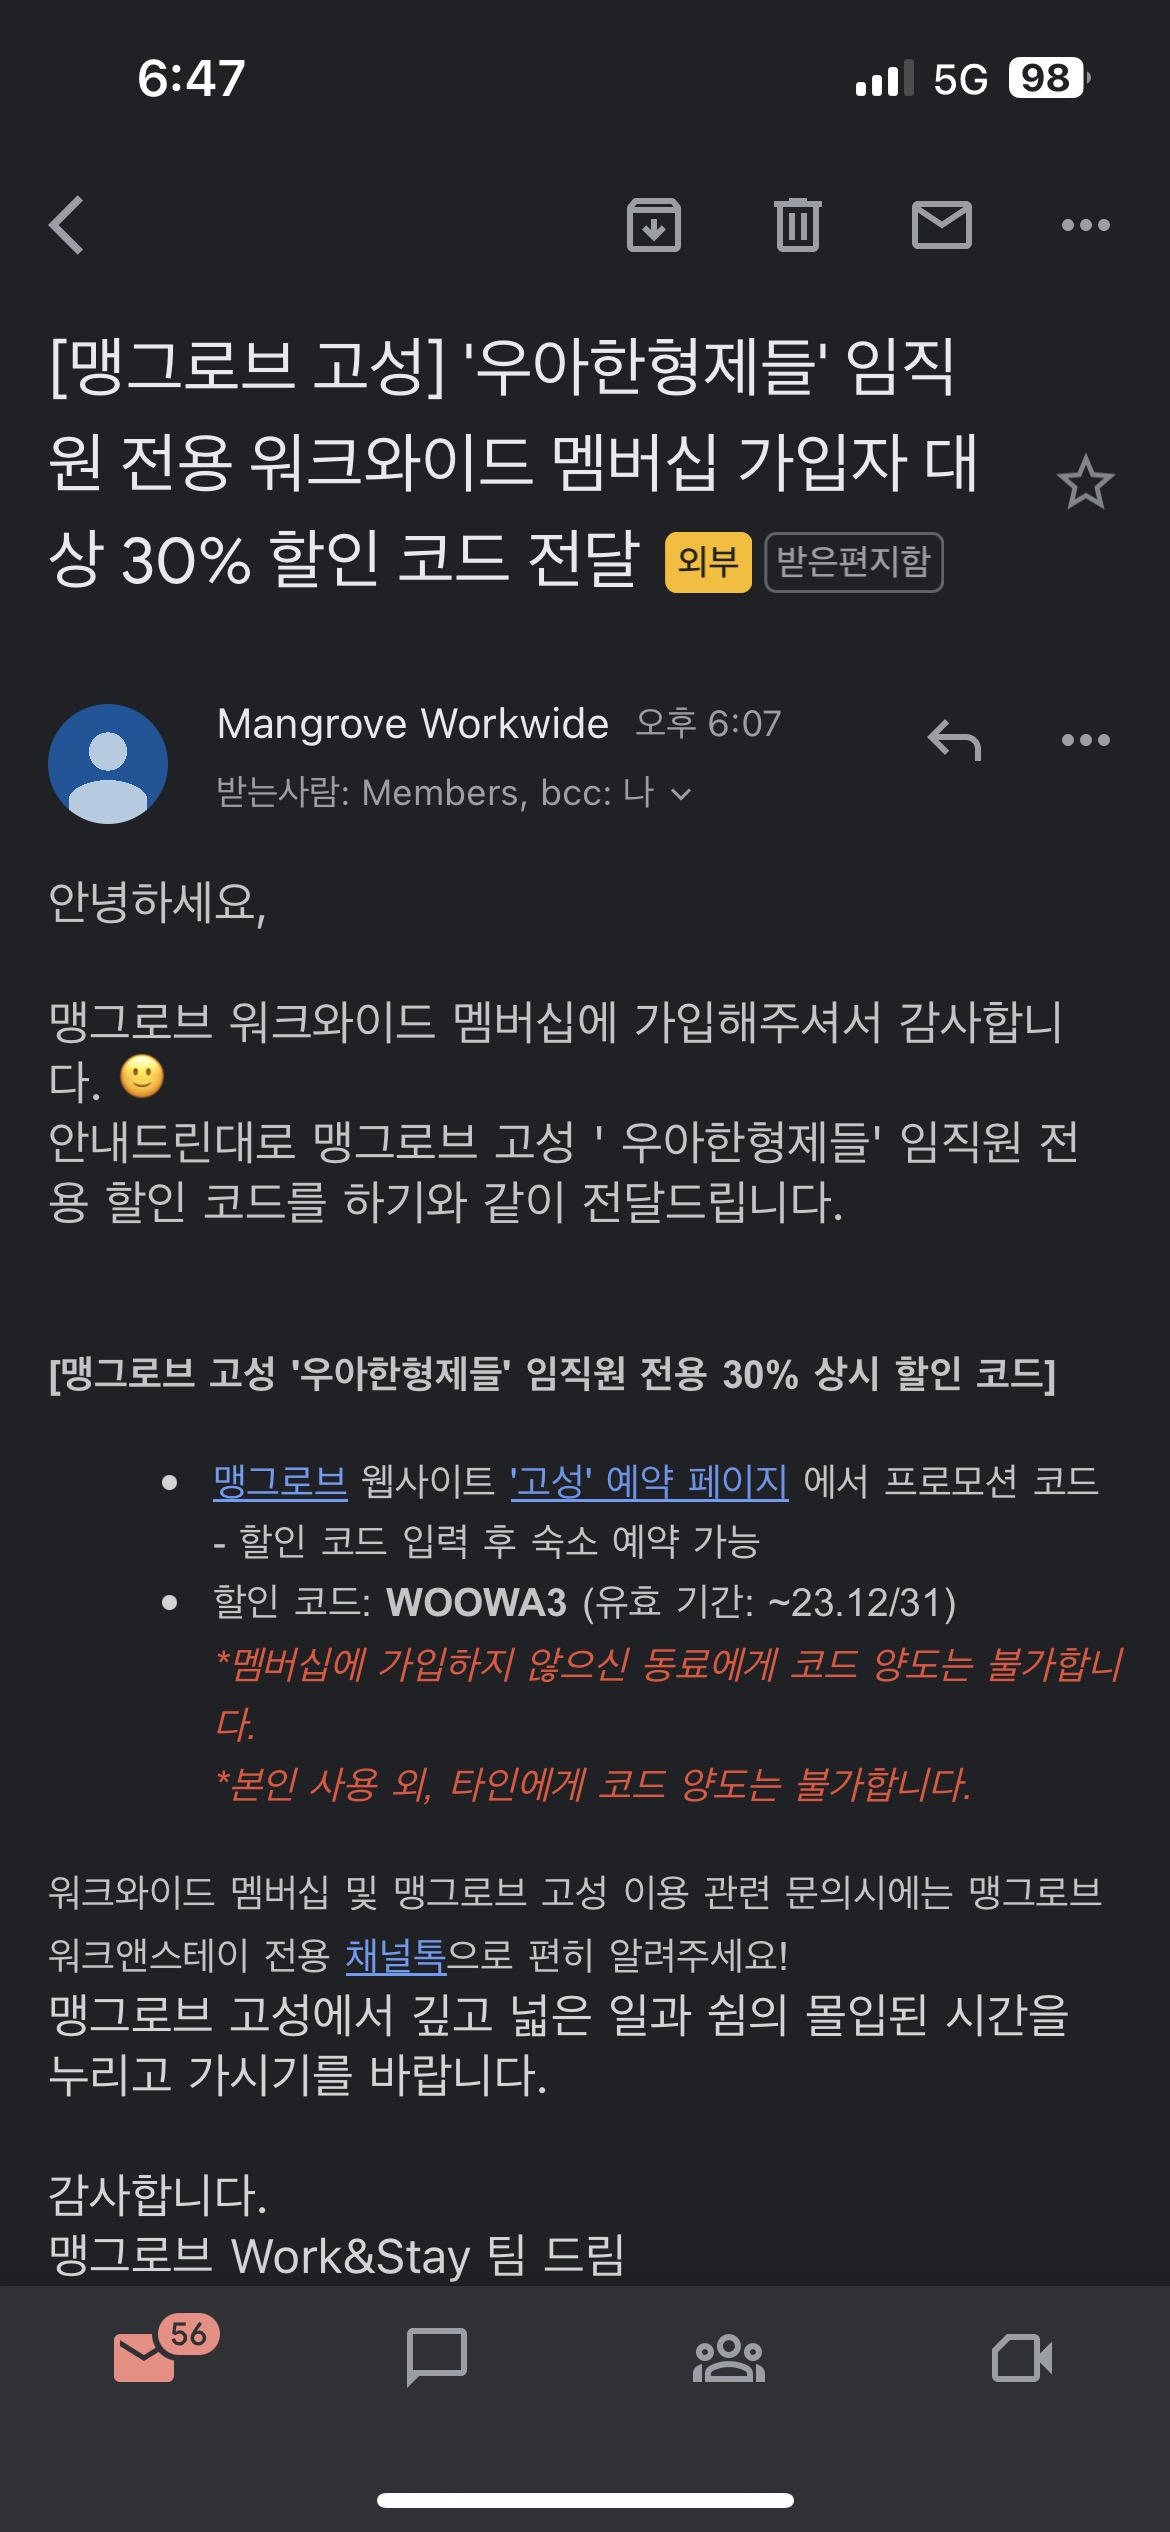 6:47
5G 98
[맹그로브 고성] '우아한형제들' 임직
원 전용 워크와이드 멤버십 가입자 대
상 30% 할인 코드 전달 외부 받은편지함
Mangrove Workwide 오후 6:07
받는사람: Members, bcc: 나
안녕하세요,
맹그로브 워크와이드 멤버십에 가입해주셔서 감사합니
다. 🙂
안내드린대로 맹그로브 고성 ' 우아한형제들' 임직원 전
용 할인 코드를 하기와 같이 전달드립니다.
[맹그로브 고성 '우아한형제들' 임직원 전용 30% 상시 할인 코드]
• 맹그로브 웹사이트 '고성' 예약 페이지 에서 프로모션 코드
- 할인 코드 입력 후 숙소 예약 가능
• 할인 코드: WOOWA3 (유효 기간: ~23.12/31)
*멤버십에 가입하지 않으신 동료에게 코드 양도는 불가합니
다.
*본인 사용 외, 타인에게 코드 양도는 불가합니다.
워크와이드 멤버십 및 맹그로브 고성 이용 관련 문의시에는 맹그로브
워크앤스테이 전용 채널톡으로 편히 알려주세요!
맹그로브 고성에서 깊고 넓은 일과 쉼의 몰입된 시간을
누리고 가시기를 바랍니다.
감사합니다.
맹그로브 Work&Stay 팀 드림
56